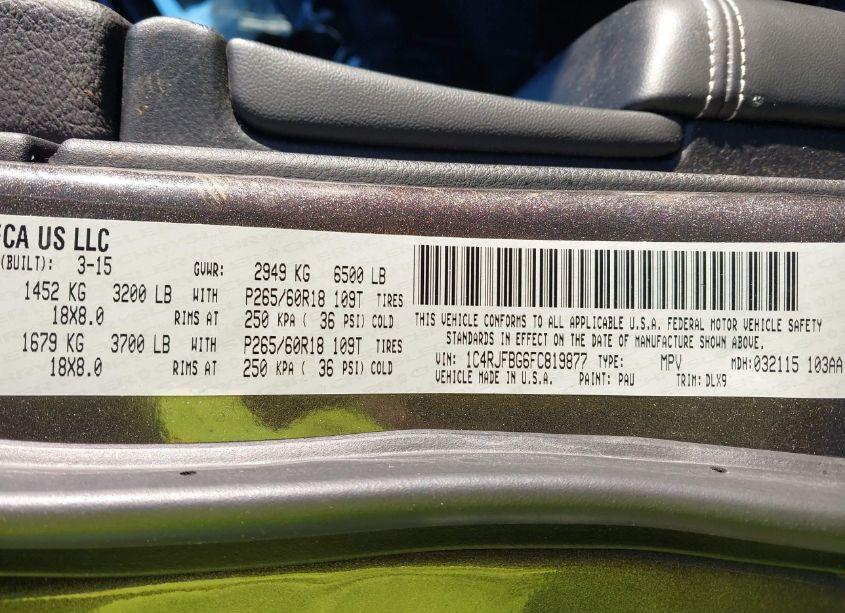 FCA US LLC
(BUILT): 3-15 GVWR: 2949 KG 6500 LB
1452 KG 3200 LB WITH P265/60R18 109T TIRES
18X8.0 RIMS AT 250 KPA ( 36 PSI) COLD
1679 KG 3700 LB WITH P265/60R18 109T TIRES
18X8.0 RIMS AT 250 KPA ( 36 PSI) COLD
THIS VEHICLE CONFORMS TO ALL APPLICABLE U.S.A. FEDERAL MOTOR VEHICLE SAFETY
STANDARDS IN EFFECT ON THE DATE OF MANUFACTURE SHOWN ABOVE.
VIN: 1C4RJFBG6FC819877 TYPE: MPV MDH: 032115 103AA
VEHICLE MADE IN U.S.A. PAINT: PAU TRIM: DLX9